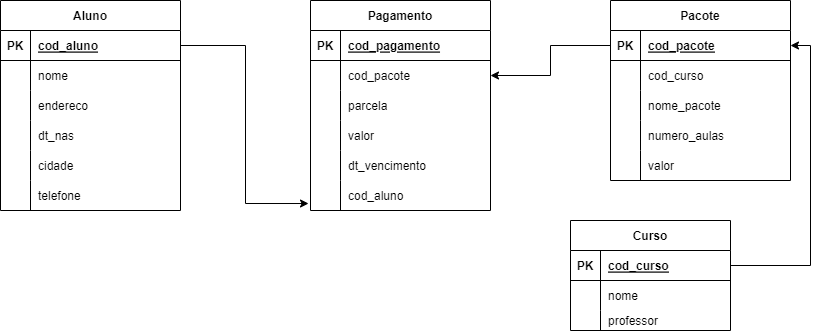 Aluno
PK cod_aluno
nome
endereco
dt_nas
cidade
telefone
Pagamento
PK cod_pagamento
cod_pacote
parcela
valor
dt_vencimento
cod_aluno
Pacote
PK cod_pacote
cod_curso
nome_pacote
numero_aulas
valor
Curso
PK cod_curso
nome
professor